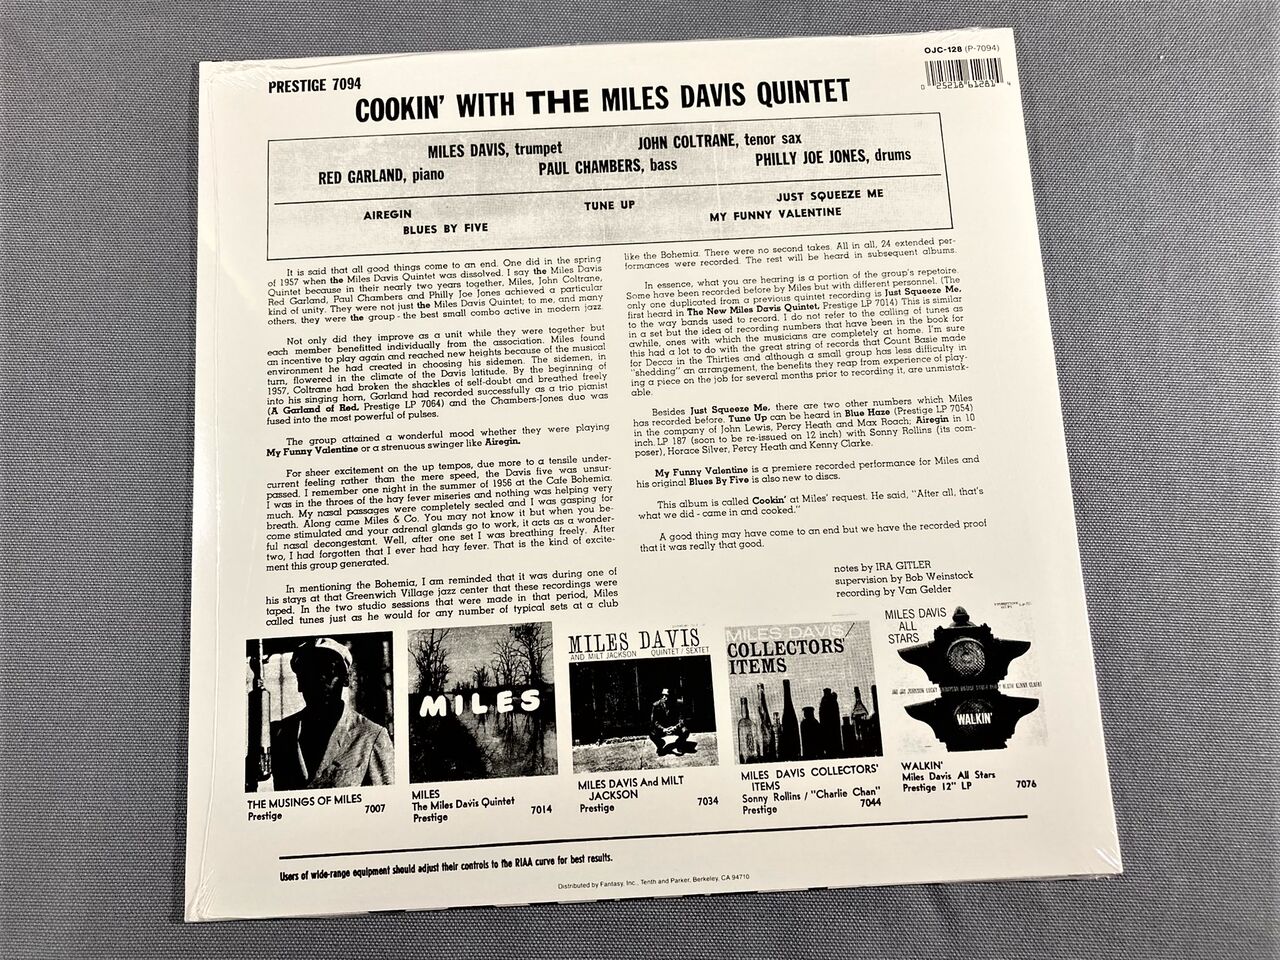 OJC-128 (P-7094)
PRESTIGE 7094
COOKIN' WITH THE MILES DAVIS QUINTET
MILES DAVIS, trumpet JOHN COLTRANE, tenor sax
RED GARLAND, piano PAUL CHAMBERS, bass PHILLY JOE JONES, drums
AIREGIN TUNE UP JUST SQUEEZE ME
BLUES BY FIVE MY FUNNY VALENTINE
It is said that all good things come to an end. One did in the spring
of 1957 when the Miles Davis Quintet was dissolved. I say the Miles Davis
Quintet because in their nearly two years together, Miles, John Coltrane,
Red Garland, Paul Chambers and Philly Joe Jones achieved a particular
kind of unity. They were not just the Miles Davis Quintet; to me, and many
others, they were the group - the best small combo active in modern jazz.
Not only did they improve as a unit while they were together but
each member benefitted individually from the association. Miles found
an incentive to play again and reached new heights because of the musical
environment he had created in choosing his sidemen. The sidemen, in
turn, flowered in the climate of the Davis latitude. By the beginning of
1957, Coltrane had broken the shackles of self-doubt and breathed freely
into his singing horn, Garland had recorded successfully as a trio pianist
(A Garland of Red, Prestige LP 7064) and the Chambers-Jones duo was
fused into the most powerful of pulses.
The group attained a wonderful mood whether they were playing
My Funny Valentine or a strenuous swinger like Airegin.
For sheer excitement on the up tempos, due more to a tensile under-
current feeling rather than the mere speed, the Davis five was unsur-
passed. I remember one night in the summer of 1956 at the Cafe Bohemia.
I was in the throes of the hay fever miseries and nothing was helping very
much. My nasal passages were completely sealed and I was gasping for
breath. Along came Miles & Co. You may not know it but when you be-
come stimulated and your adrenal glands go to work, it acts as a wonder-
ful nasal decongestant. Well, after one set I was breathing freely. After
two, I had forgotten that I ever had hay fever. That is the kind of excite-
ment this group generated.
In mentioning the Bohemia, I am reminded that it was during one of
his stays at that Greenwich Village jazz center that these recordings were
taped. In the two studio sessions that were made in that period, Miles
called tunes just as he would for any number of typical sets at a club
like the Bohemia. There were no second takes. All in all, 24 extended per-
formances were recorded. The rest will be heard in subsequent albums.
In essence, what you are hearing is a portion of the group's repetoire.
Some have been recorded before by Miles but with different personnel. (The
only one duplicated from a previous quintet recording is Just Squeeze Me,
first heard in The New Miles Davis Quintet, Prestige LP 7014) This is similar
to the way bands used to record. I do not refer to the calling of tunes as
in a set but the idea of recording numbers that have been in the book for
awhile, ones with which the musicians are completely at home. I'm sure
this had a lot to do with the great string of records that Count Basie made
for Decca in the Thirties and although a small group has less difficulty in
"shedding" an arrangement, the benefits they reap from experience of play-
ing a piece on the job for several months prior to recording it, are unmistak-
able.
Besides Just Squeeze Me, there are two other numbers which Miles
has recorded before. Tune Up can be heard in Blue Haze (Prestige LP 7054)
in the company of John Lewis, Percy Heath and Max Roach; Airegin in 10
inch. LP 187 (soon to be re-issued on 12 inch) with Sonny Rollins (its com-
poser), Horace Silver, Percy Heath and Kenny Clarke.
My Funny Valentine is a premiere recorded performance for Miles and
his original Blues By Five is also new to discs.
This album is called Cookin' at Miles' request. He said, "After all, that's
what we did - came in and cooked."
A good thing may have come to an end but we have the recorded proof
that it was really that good.
notes by IRA GITLER
supervision by Bob Weinstock
recording by Van Gelder
MILES
MILES DAVIS
AND MILT JACKSON QUINTET / SEXTET
MILES DAVIS
COLLECTORS'
ITEMS
MILES DAVIS
ALL
STARS
WALKIN'
THE MUSINGS OF MILES
Prestige 7007
MILES
The Miles Davis Quintet
Prestige 7014
MILES DAVIS And MILT
JACKSON
Prestige 7034
MILES DAVIS COLLECTORS'
ITEMS
Sonny Rollins / "Charlie Chan"
Prestige 7044
WALKIN'
Miles Davis All Stars
Prestige 12" LP 7076
Users of wide-range equipment should adjust their controls to the RIAA curve for best results.
Distributed by Fantasy, Inc., Tenth and Parker, Berkeley, CA 94710